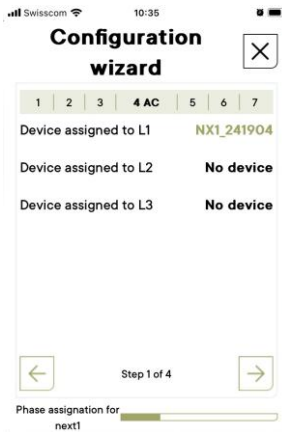 Swisscom 10:35
Configuration
wizard
1 2 3 4 AC 5 6 7
Device assigned to L1 NX1_241904
Device assigned to L2 No device
Device assigned to L3 No device
Step 1 of 4
Phase assignation for
next1